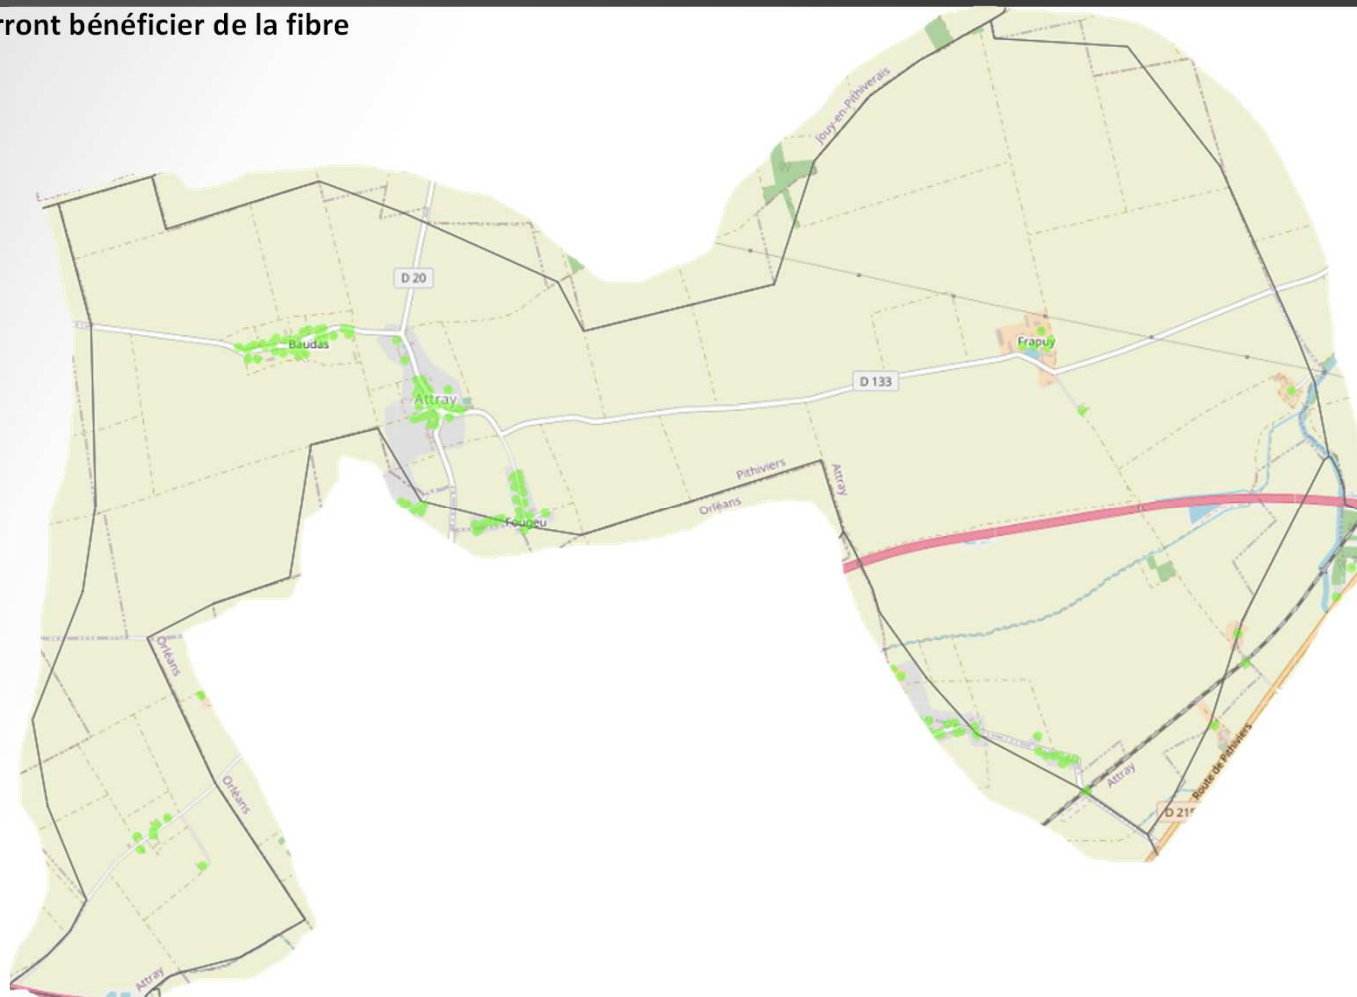 rront bénéficier de la fibre
Jouy-en-Pithiverais
D 20
Baudas
Frapuy
D 133
Attray
Pithiviers
Orléans
Attray
Fougeu
Orléans
Orléans
Route de Pithiviers
Attray
D 21
Attray